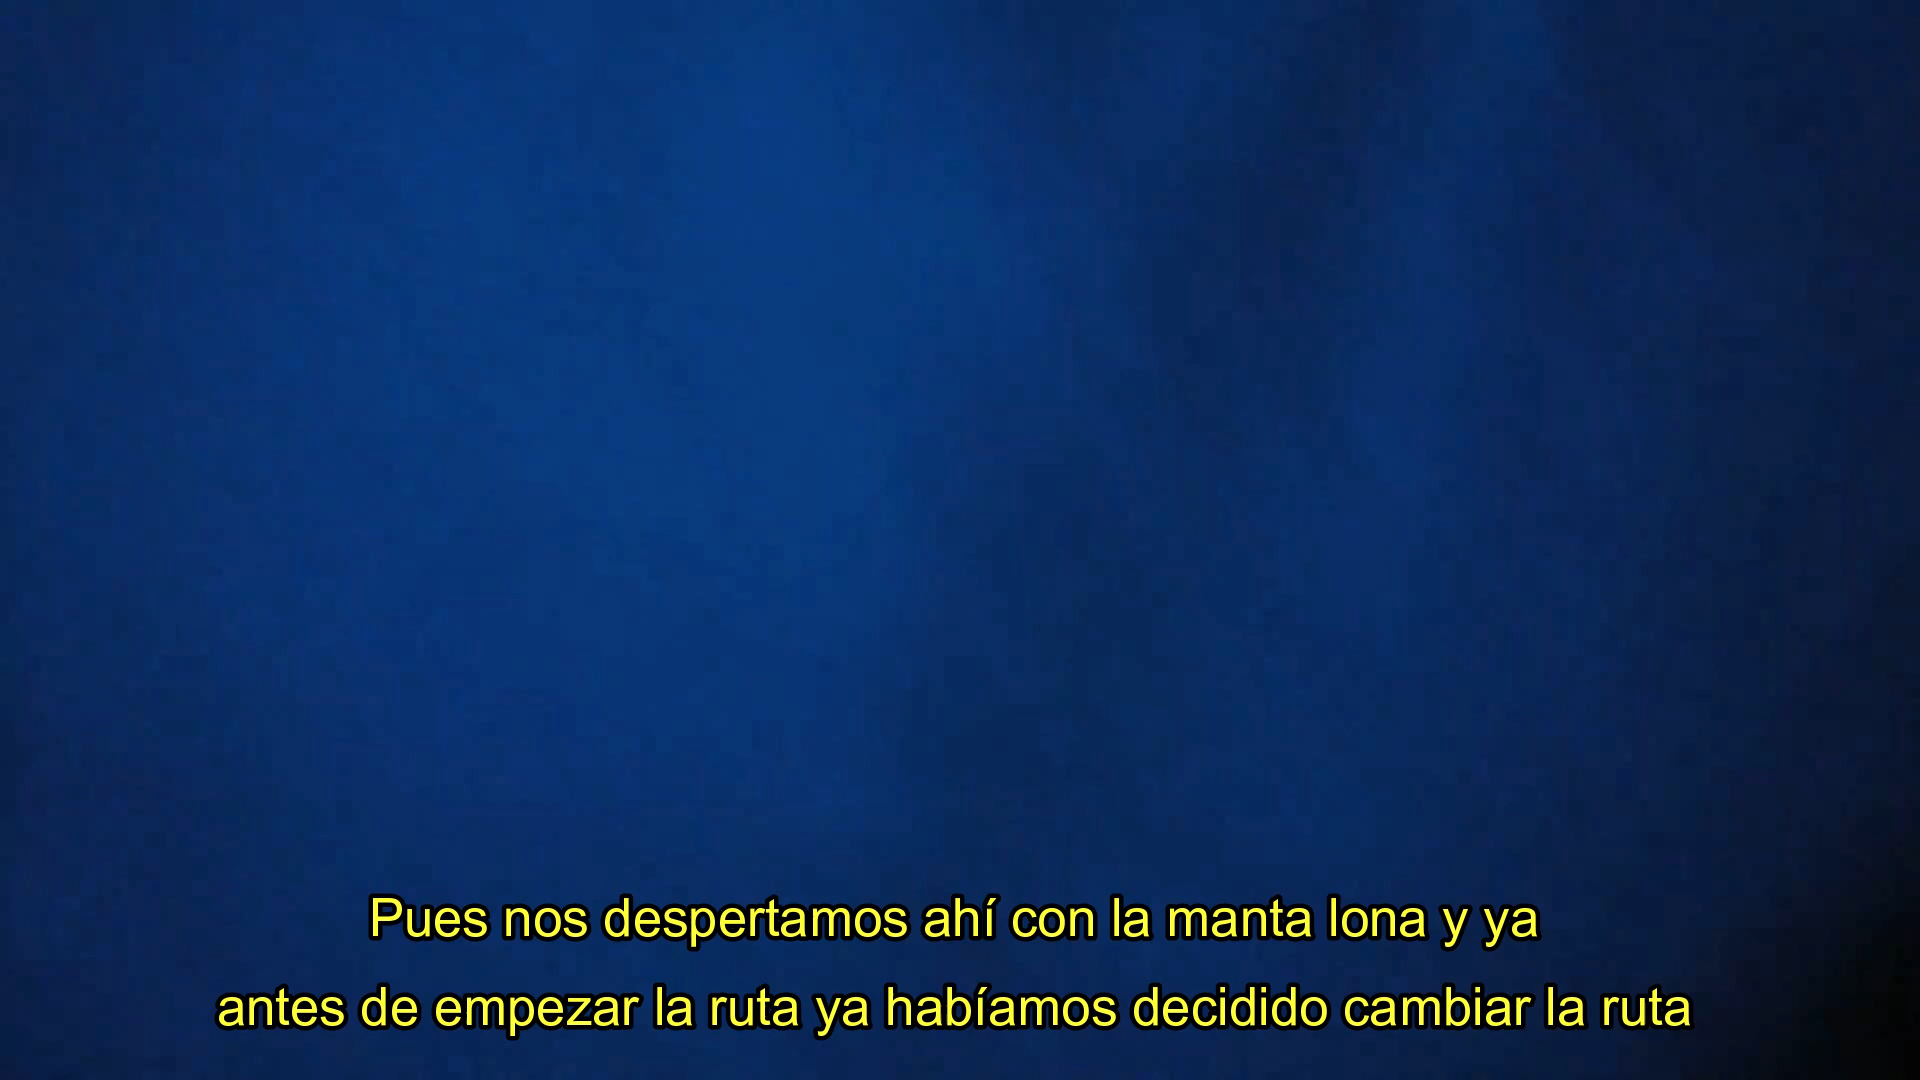 Pues nos despertamos ahí con la manta lona y ya
antes de empezar la ruta ya habíamos decidido cambiar la ruta